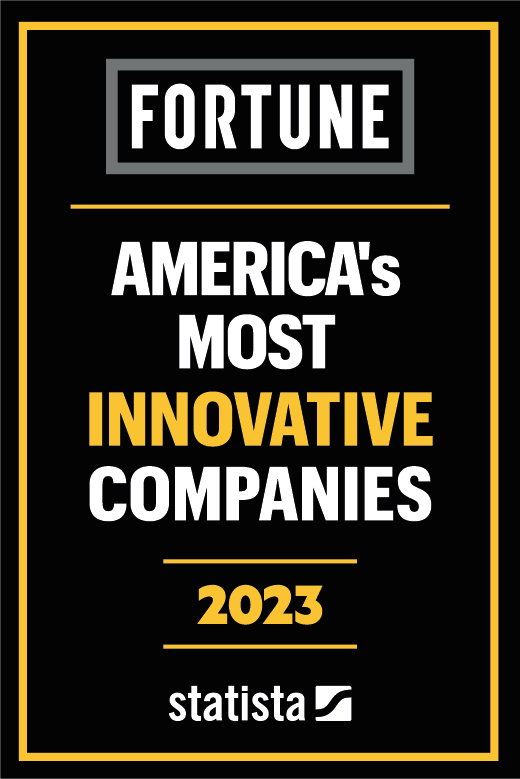 FORTUNE
AMERICA's
MOST
INNOVATIVE
COMPANIES
2023
statista